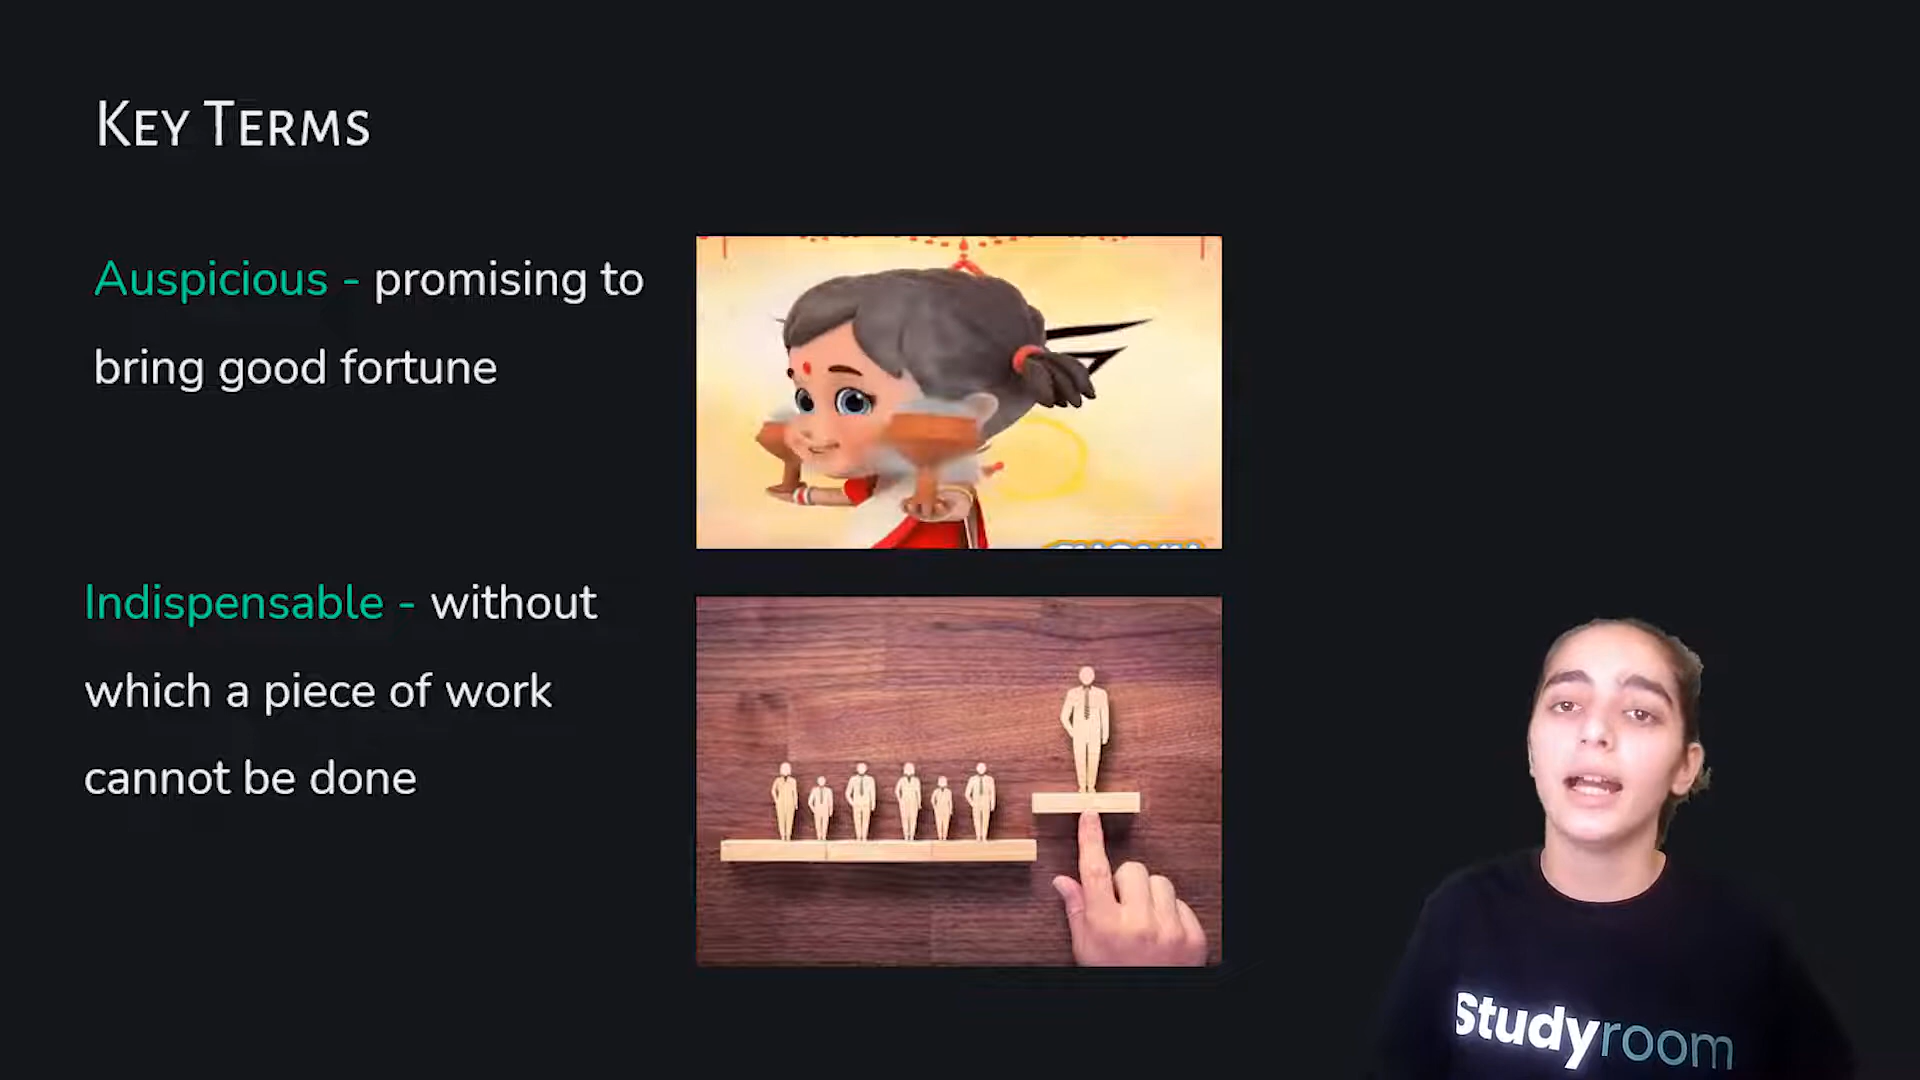 KEY TERMS
Auspicious - promising to
bring good fortune
Indispensable - without
which a piece of work
cannot be done
Studyroom